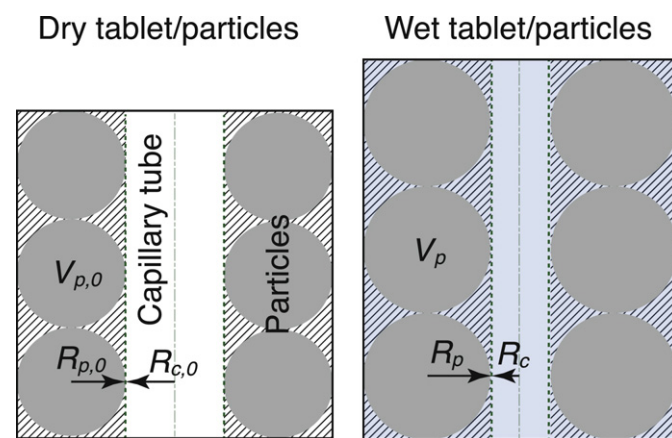 Dry tablet/particles
Wet tablet/particles
Capillary tube
Particles
V_{p,0}
R_{p,0}
R_{c,0}
V_p
R_p
R_c